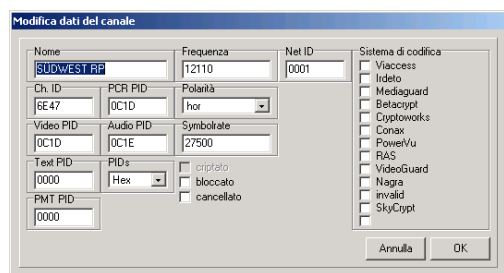 Modifica dati del canale
Nome
SÜDWEST RP
Frequenza
12110
Net ID
0001
Sistema di codifica
Viaccess
Irdeto
Mediaguard
Betacrypt
Cryptoworks
Conax
PowerVu
RAS
VideoGuard
Nagra
invalid
SkyCrypt
Ch. ID
6E47
PCR PID
0C1D
Polarità
hor
Video PID
0C1D
Audio PID
0C1E
Symbolrate
27500
Text PID
0000
PIDs
Hex
criptato
bloccato
cancellato
PMT PID
0000
Annulla
OK